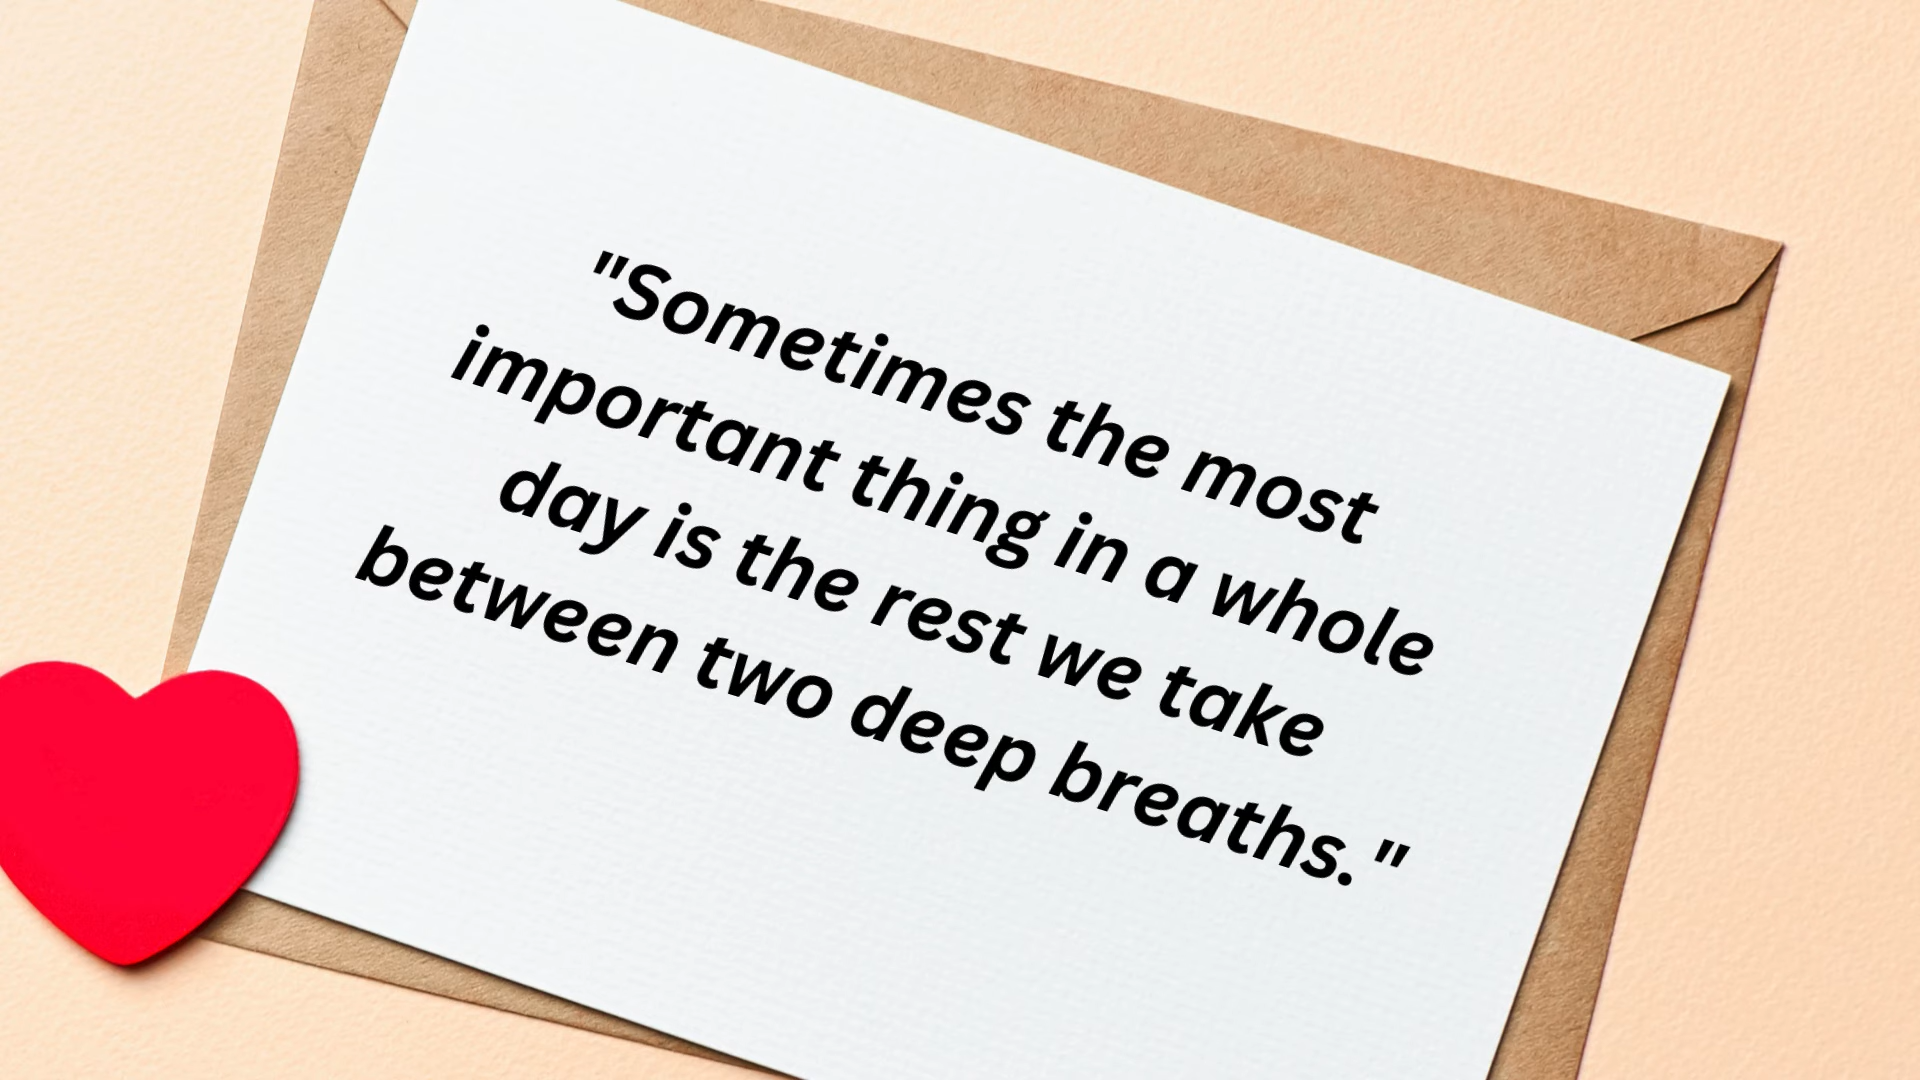 "Sometimes the most
important thing in a whole
day is the rest we take
between two deep breaths."